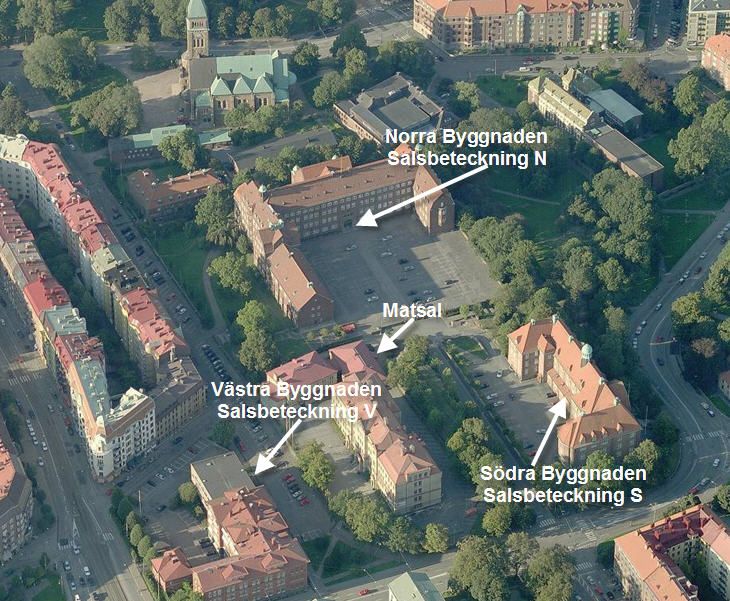 Norra Byggnaden
Salsbeteckning N
Matsal
Västra Byggnaden
Salsbeteckning V
Södra Byggnaden
Salsbeteckning S